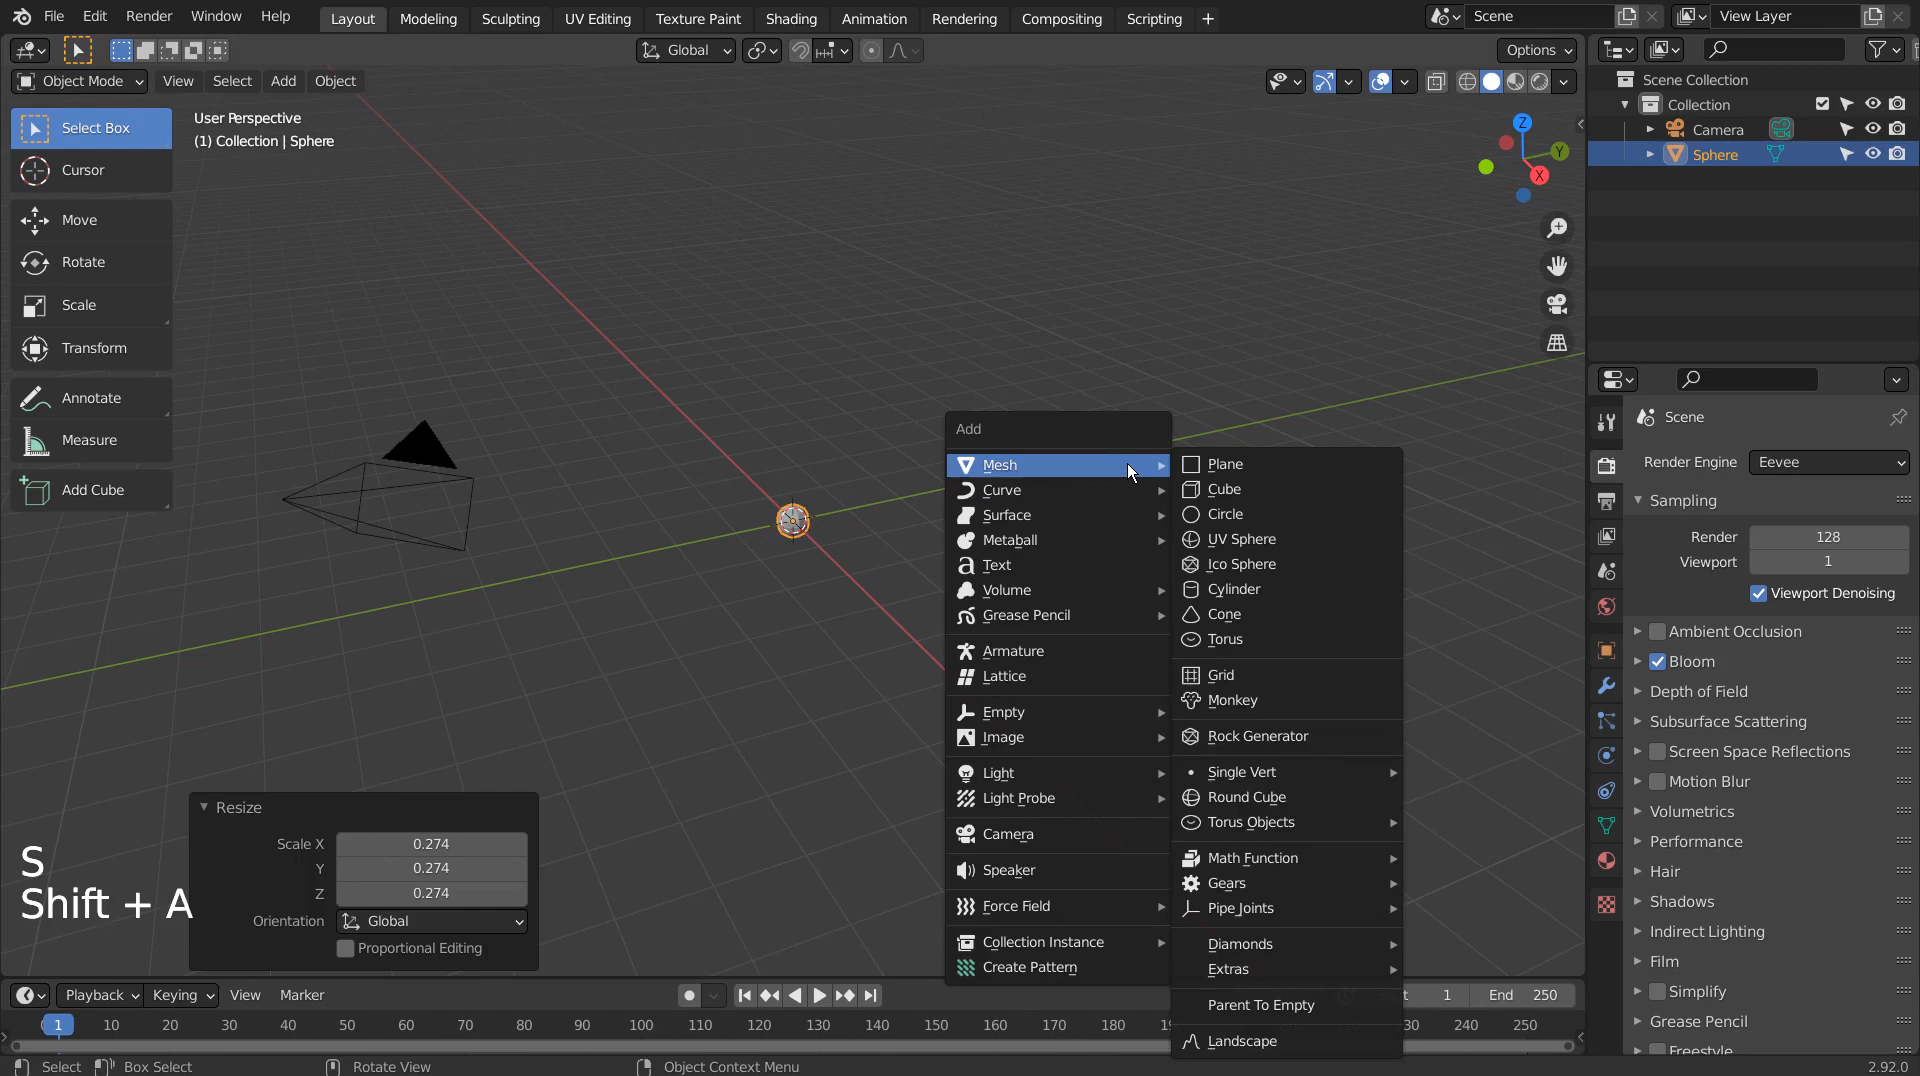 File Edit Render Window Help Layout Modeling Sculpting UV Editing Texture Paint Shading Animation Rendering Compositing Scripting + Scene View Layer
Global Options
Object Mode View Select Add Object
Select Box
Cursor
Move
Rotate
Scale
Transform
Annotate
Measure
Add Cube
User Perspective
(1) Collection | Sphere
Z
Y
X
Add
Mesh
Curve
Surface
Metaball
Text
Volume
Grease Pencil
Armature
Lattice
Empty
Image
Light
Light Probe
Camera
Speaker
Force Field
Collection Instance
Create Pattern
Plane
Cube
Circle
UV Sphere
Ico Sphere
Cylinder
Cone
Torus
Grid
Monkey
Rock Generator
Single Vert
Round Cube
Torus Objects
Math Function
Gears
Pipe Joints
Diamonds
Extras
Parent To Empty
Landscape
Resize
Scale X 0.274
Y 0.274
Z 0.274
Orientation Global
Proportional Editing
S
Shift + A
Scene Collection
Collection
Camera
Sphere
Scene
Render Engine Eevee
Sampling
Render 128
Viewport 1
Viewport Denoising
Ambient Occlusion
Bloom
Depth of Field
Subsurface Scattering
Screen Space Reflections
Motion Blur
Volumetrics
Performance
Hair
Shadows
Indirect Lighting
Film
Simplify
Grease Pencil
Freestyle
Playback Keying View Marker 1 End 250
1 10 20 30 40 50 60 70 80 90 100 110 120 130 140 150 160 170 180 240 250
Select Box Select Rotate View Object Context Menu 2.92.0